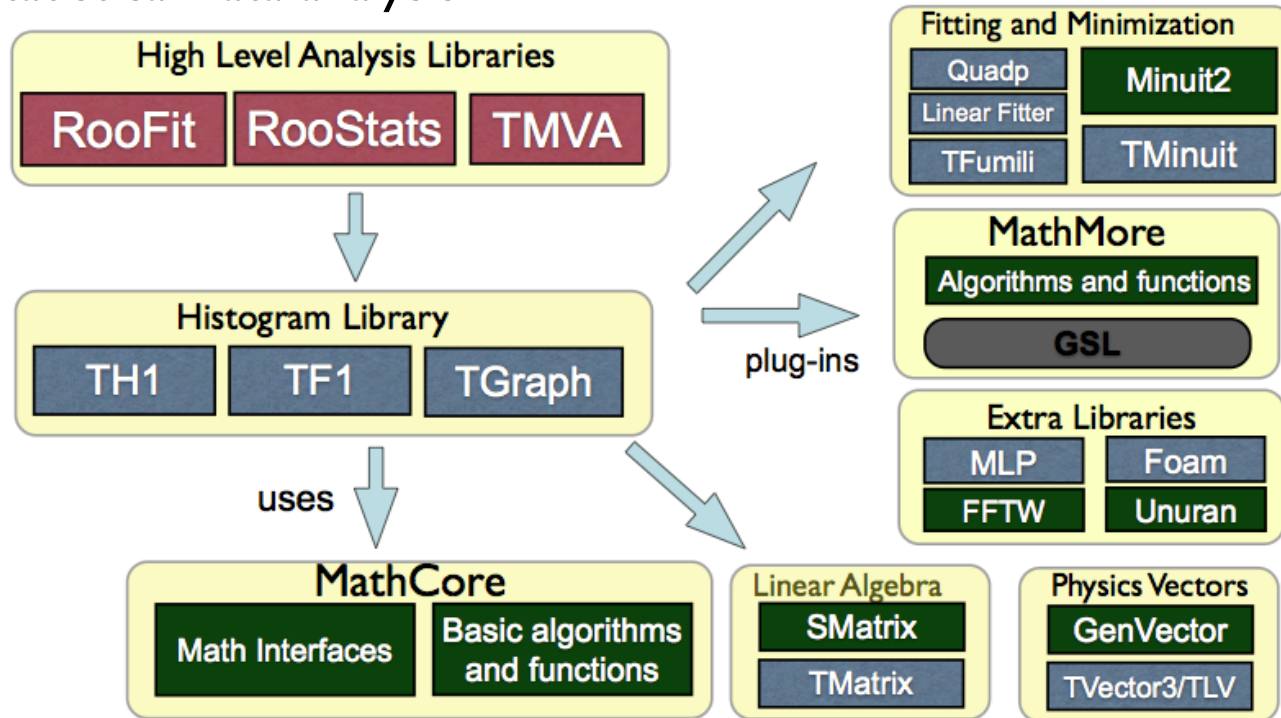 High Level Analysis Libraries
RooFit
RooStats
TMVA
Histogram Library
TH1
TF1
TGraph
uses
plug-ins
MathCore
Math Interfaces
Basic algorithms
and functions
Linear Algebra
SMatrix
TMatrix
Physics Vectors
GenVector
TVector3/TLV
Fitting and Minimization
Quadp
Linear Fitter
TFumili
Minuit2
TMinuit
MathMore
Algorithms and functions
GSL
Extra Libraries
MLP
Foam
FFTW
Unuran